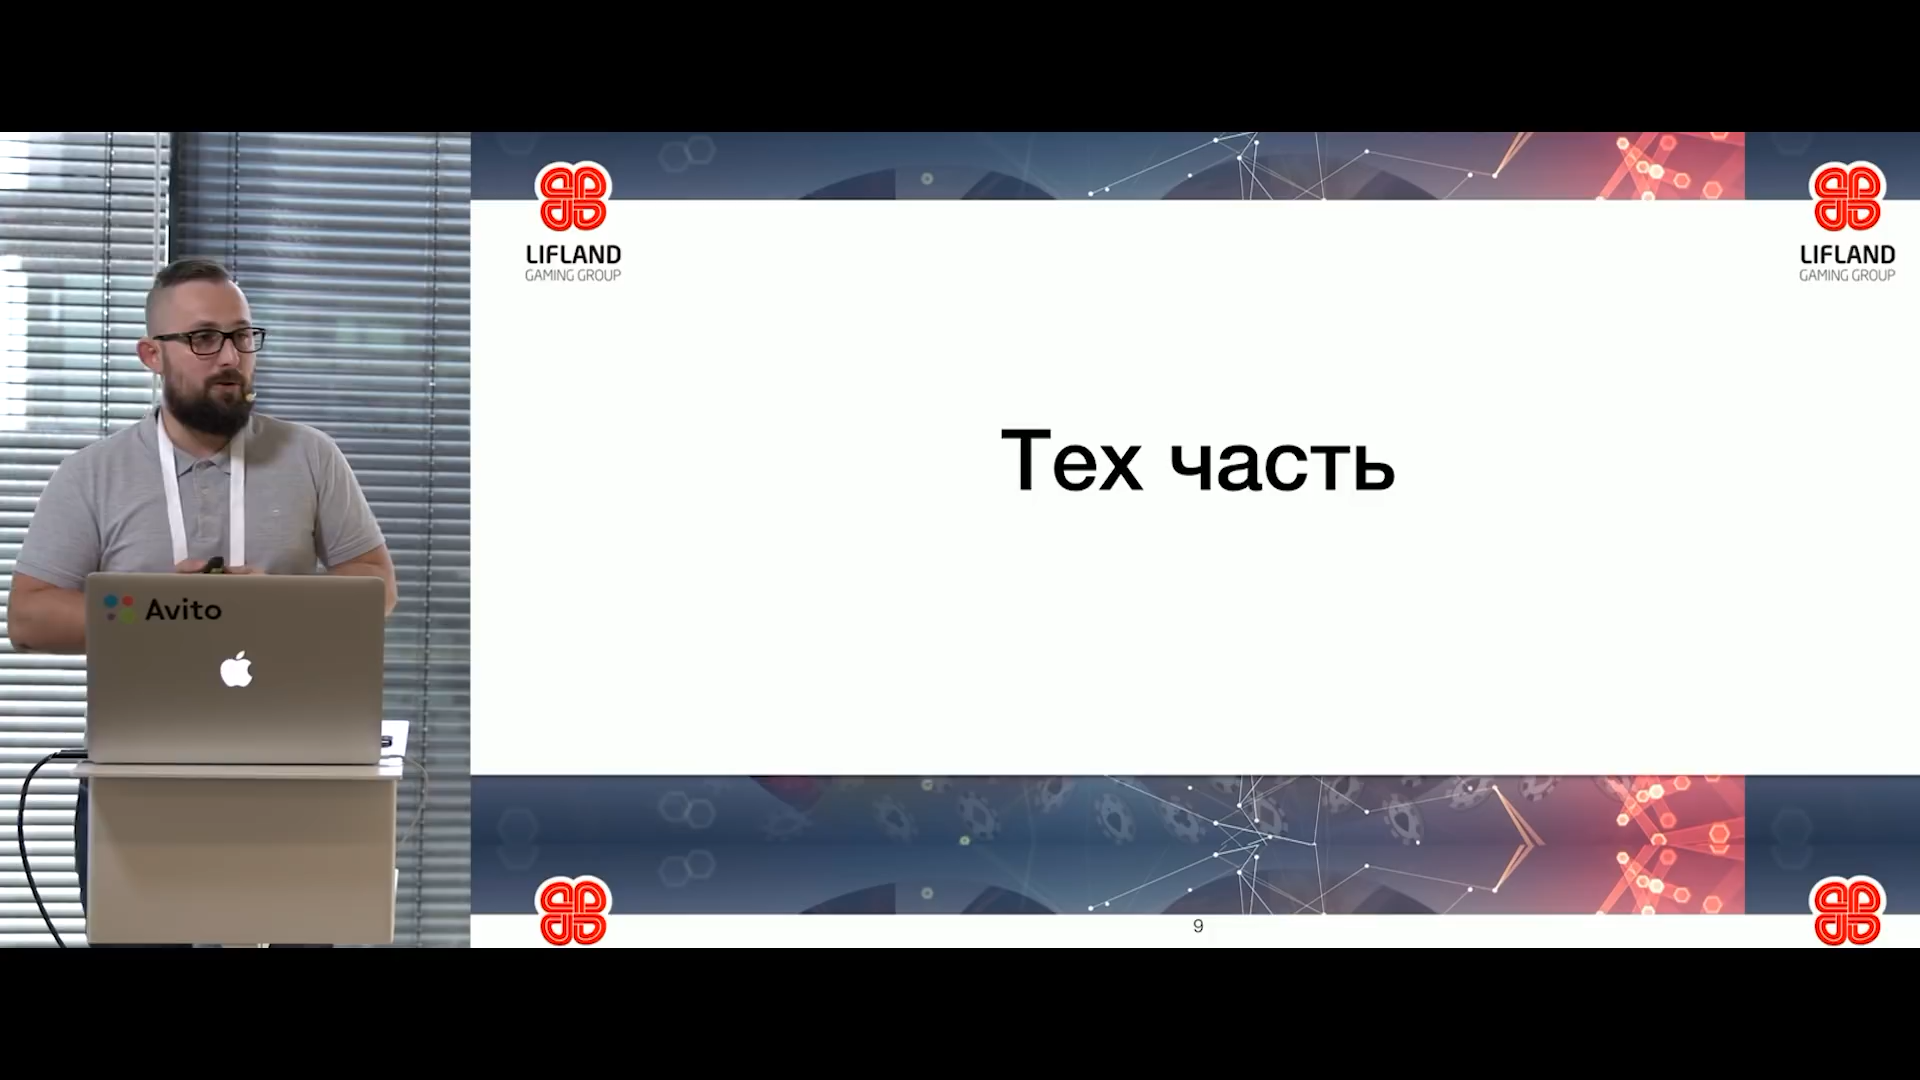 LIFLAND
GAMING GROUP
LIFLAND
GAMING GROUP
Тех часть
Avito
9